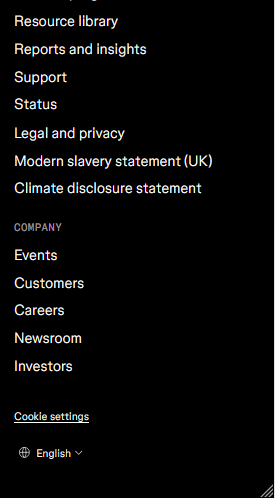 Resource library
Reports and insights
Support
Status
Legal and privacy
Modern slavery statement (UK)
Climate disclosure statement
COMPANY
Events
Customers
Careers
Newsroom
Investors
Cookie settings
English